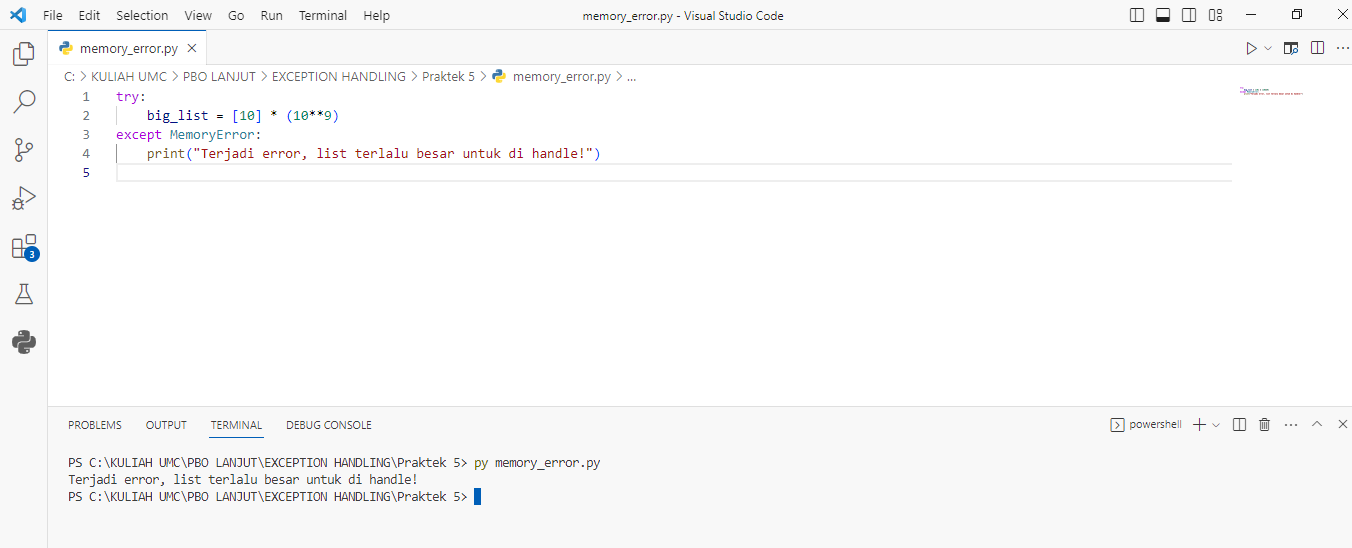 File Edit Selection View Go Run Terminal Help memory_error.py - Visual Studio Code
memory_error.py
C: > KULIAH UMC > PBO LANJUT > EXCEPTION HANDLING > Praktek 5 > memory_error.py > ...
1 try:
2 big_list = [10] * (10**9)
3 except MemoryError:
4 print("Terjadi error, list terlalu besar untuk di handle!")
5
3
PROBLEMS OUTPUT TERMINAL DEBUG CONSOLE powershell
PS C:\KULIAH UMC\PBO LANJUT\EXCEPTION HANDLING\Praktek 5> py memory_error.py
Terjadi error, list terlalu besar untuk di handle!
PS C:\KULIAH UMC\PBO LANJUT\EXCEPTION HANDLING\Praktek 5>